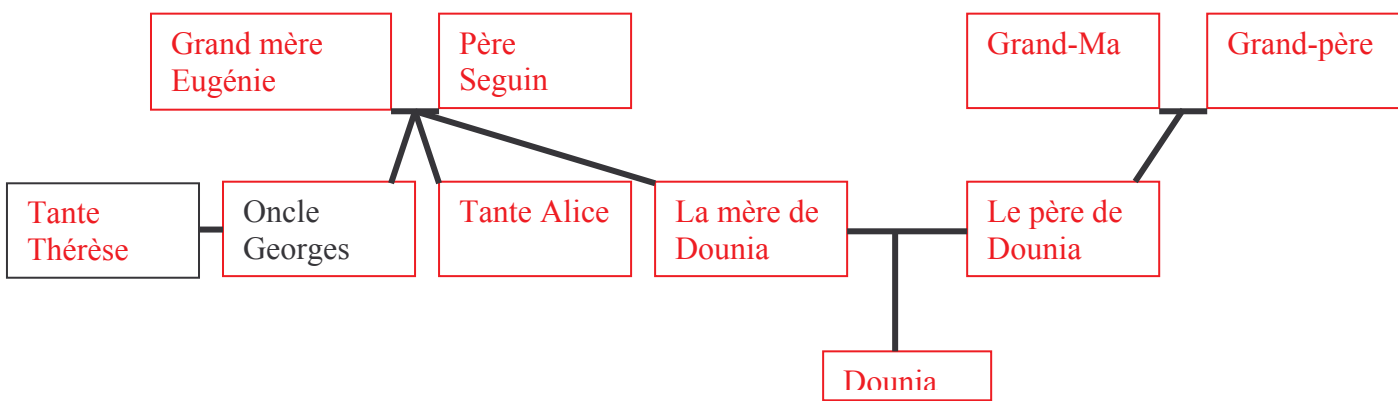 Grand mère
Eugénie
Père
Seguin
Grand-Ma
Grand-père
Tante
Thérèse
Oncle
Georges
Tante Alice
La mère de
Dounia
Le père de
Dounia
Dounia